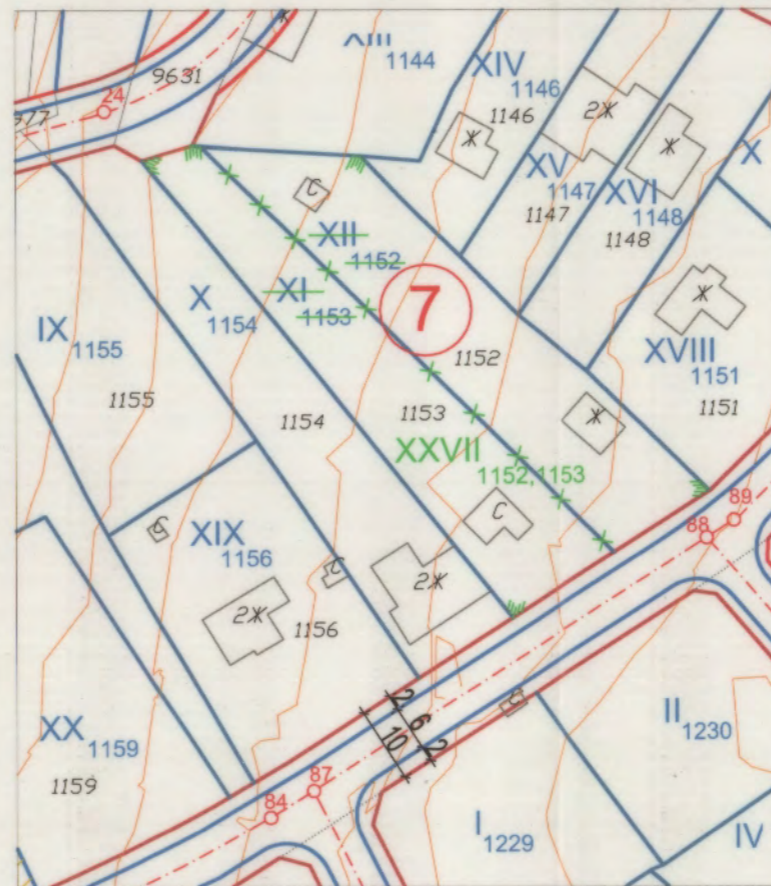 XIII 1144
9631
24
XIV 1146
1146
2Ж
Ж
Ж
XV 1147
1147
XVI 1148
1148
X
С
XII 1152
XI 1153
7
X 1154
IX 1155
1155
1154
1152
1153
XXVII 1152,1153
Ж
Ж
XVIII 1151
1151
С
С
С
XIX 1156
2Ж
1156
2Ж
89
88
2
6
2
10
С
XX 1159
1159
87
84
II 1230
I 1229
IV